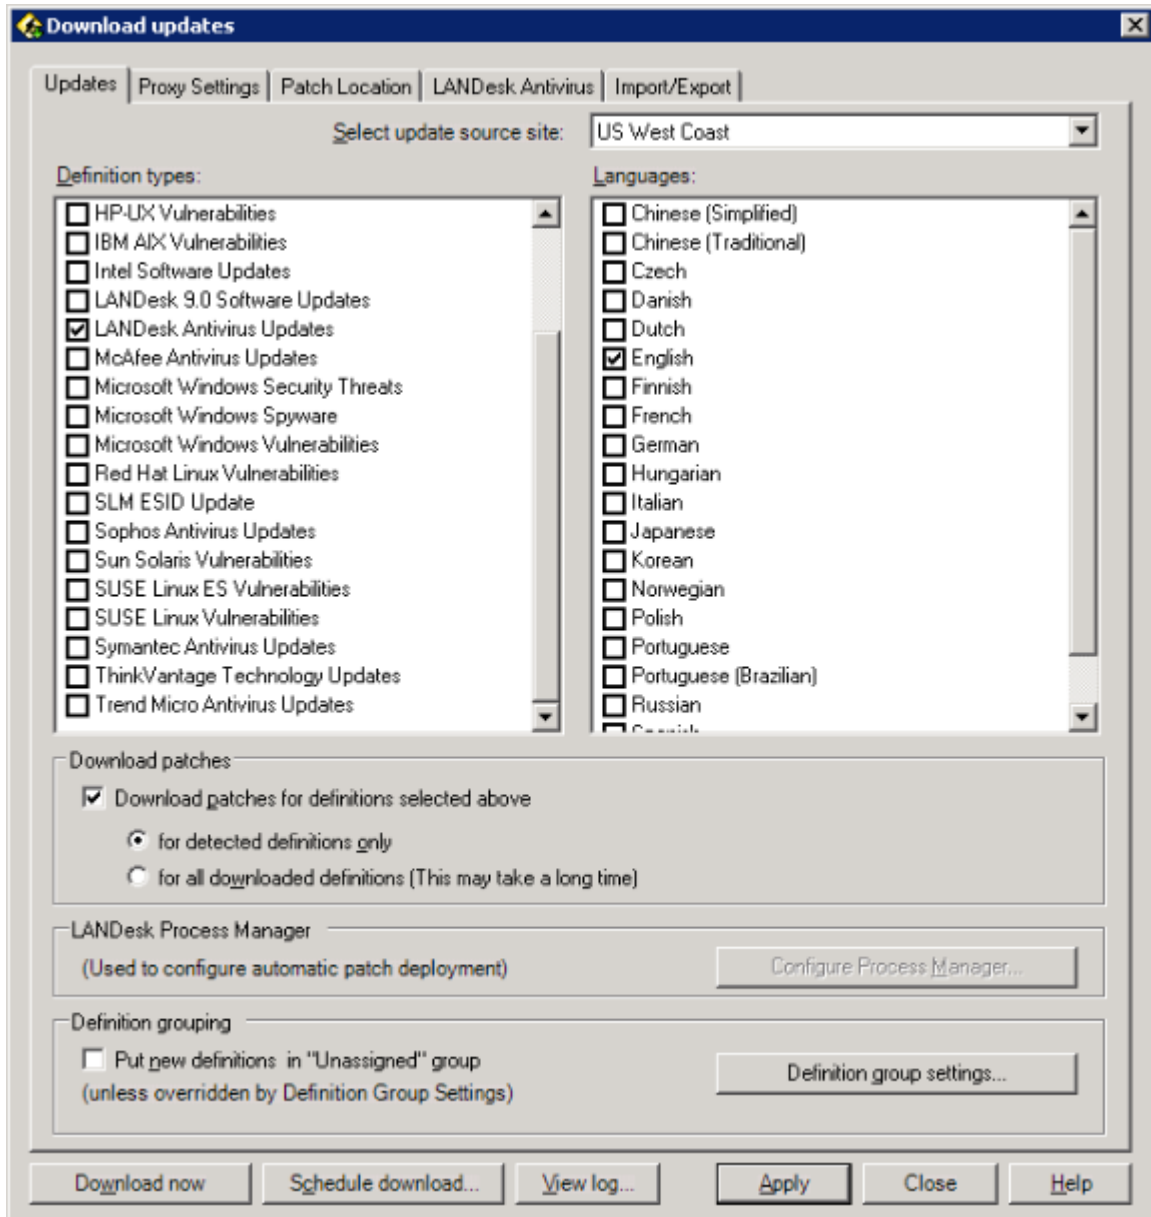 Download updates
Updates Proxy Settings Patch Location LANDesk Antivirus Import/Export
Select update source site: US West Coast
Definition types:
HP-UX Vulnerabilities
IBM AIX Vulnerabilities
Intel Software Updates
LANDesk 9.0 Software Updates
LANDesk Antivirus Updates
McAfee Antivirus Updates
Microsoft Windows Security Threats
Microsoft Windows Spyware
Microsoft Windows Vulnerabilities
Red Hat Linux Vulnerabilities
SLM ESID Update
Sophos Antivirus Updates
Sun Solaris Vulnerabilities
SUSE Linux ES Vulnerabilities
SUSE Linux Vulnerabilities
Symantec Antivirus Updates
ThinkVantage Technology Updates
Trend Micro Antivirus Updates
Languages:
Chinese (Simplified)
Chinese (Traditional)
Czech
Danish
Dutch
English
Finnish
French
German
Hungarian
Italian
Japanese
Korean
Norwegian
Polish
Portuguese
Portuguese (Brazilian)
Russian
Download patches
Download patches for definitions selected above
for detected definitions only
for all downloaded definitions (This may take a long time)
LANDesk Process Manager
(Used to configure automatic patch deployment) Configure Process Manager...
Definition grouping
Put new definitions in "Unassigned" group
(unless overridden by Definition Group Settings)
Definition group settings...
Download now Schedule download... View log... Apply Close Help